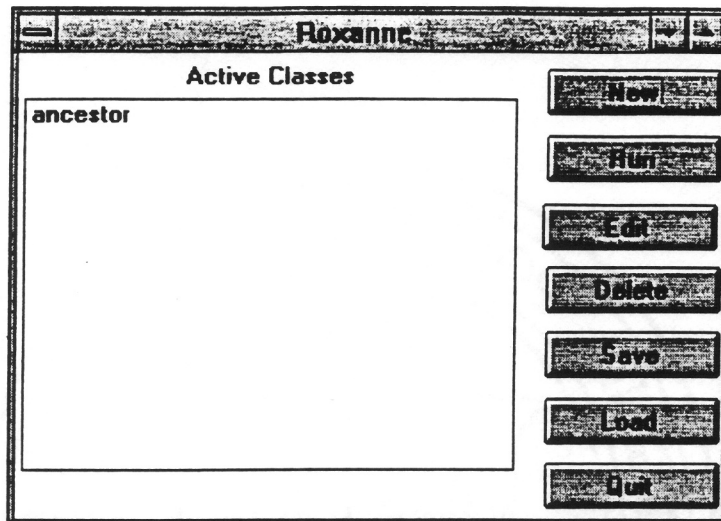 Roxanne
Active Classes
ancestor
New
Run
Edit
Delete
Save
Load
Quit